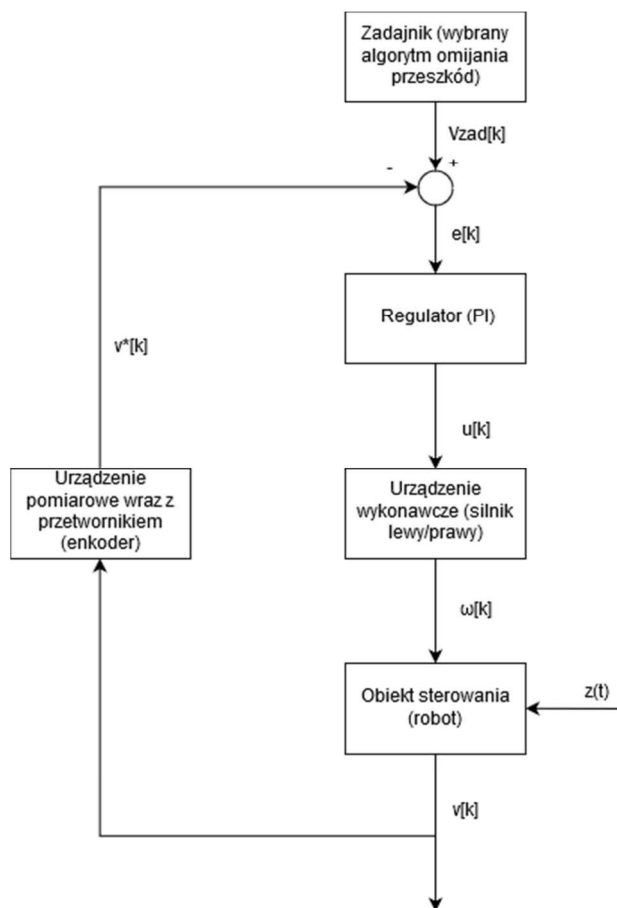 Zadajnik (wybrany
algorytm omijania
przeszkód)
Vzad[k]
-
+
e[k]
Regulator (PI)
v*[k]
u[k]
Urządzenie
pomiarowe wraz z
przetwornikiem
(enkoder)
Urządzenie
wykonawcze (silnik
lewy/prawy)
ω[k]
Obiekt sterowania
(robot)
z(t)
v[k]